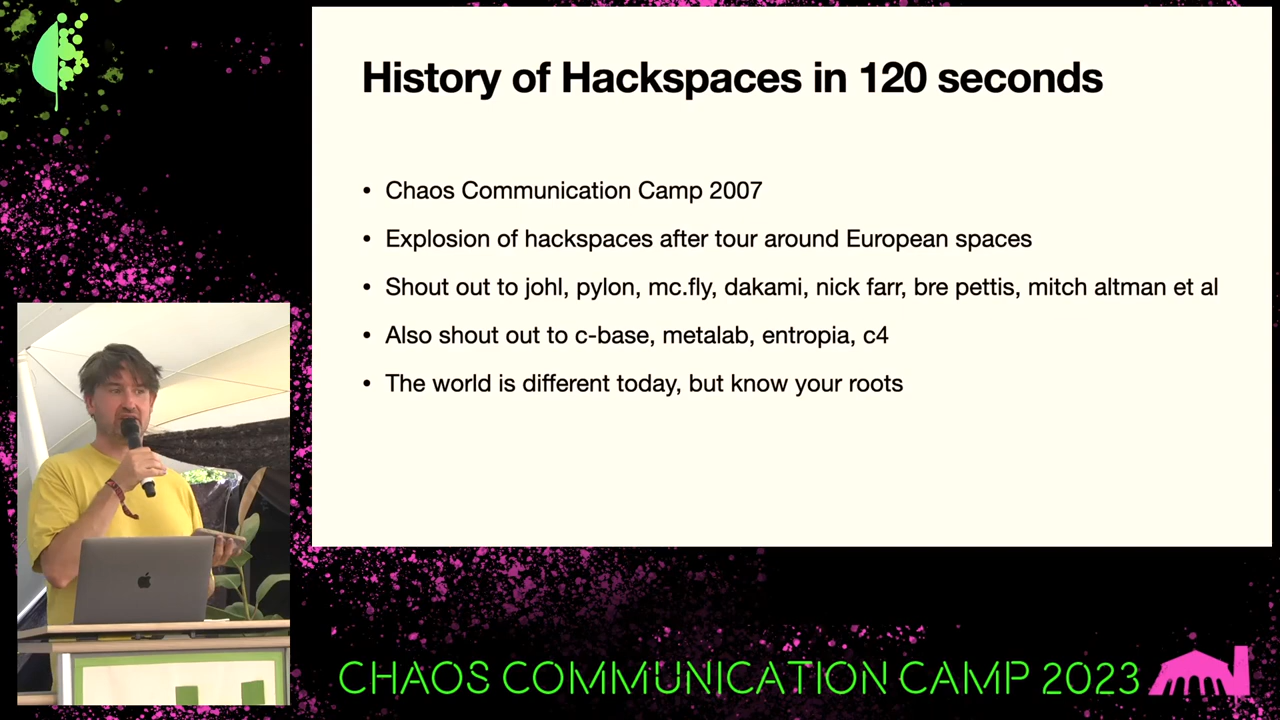 History of Hackspaces in 120 seconds
• Chaos Communication Camp 2007
• Explosion of hackspaces after tour around European spaces
• Shout out to johl, pylon, mc.fly, dakami, nick farr, bre pettis, mitch altman et al
• Also shout out to c-base, metalab, entropia, c4
• The world is different today, but know your roots
CHAOS COMMUNICATION CAMP 2023